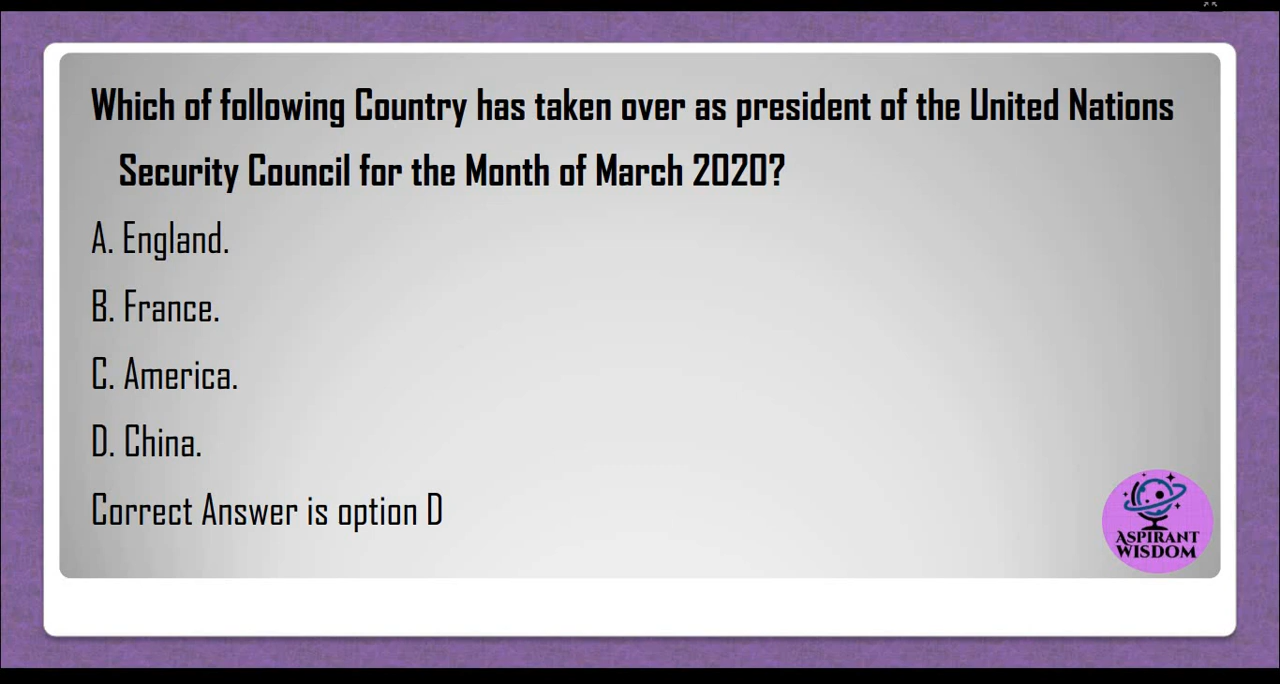 Which of following Country has taken over as president of the United Nations
Security Council for the Month of March 2020?
A. England.
B. France.
C. America.
D. China.
Correct Answer is option D
ASPIRANT
WISDOM